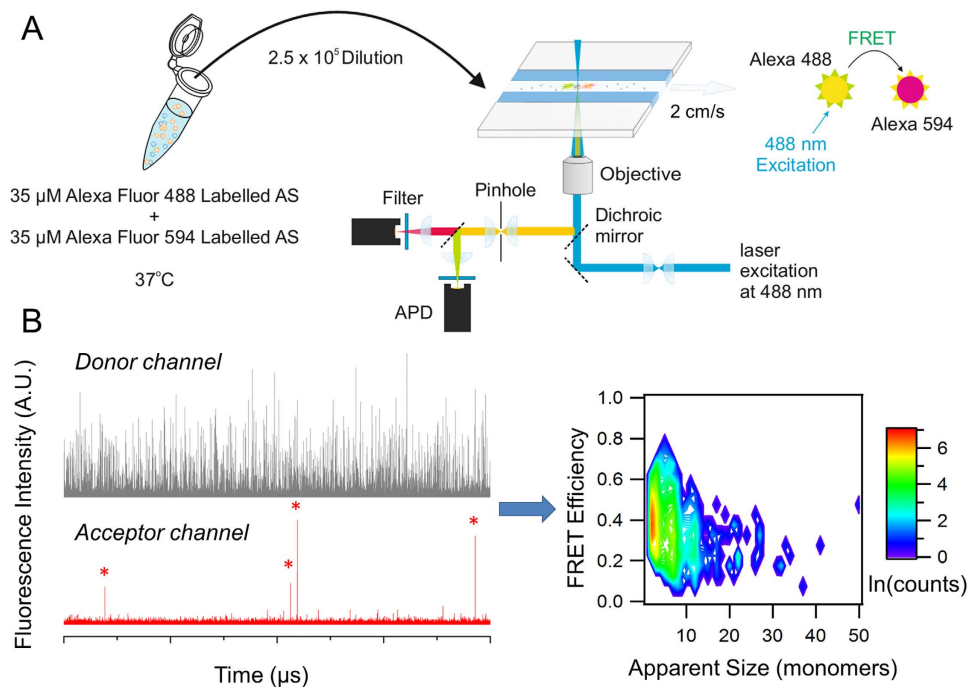 A
2.5 x 10⁵ Dilution
Alexa 488
FRET
2 cm/s
Alexa 594
488 nm
Excitation
35 µM Alexa Fluor 488 Labelled AS
+
35 µM Alexa Fluor 594 Labelled AS
37°C
Filter
Pinhole
Objective
Dichroic
mirror
laser
excitation
at 488 nm
APD
B
Fluorescence Intensity (A.U.)
Donor channel
Acceptor channel
*
*
*
*
Time (µs)
FRET Efficiency
1.0
0.8
0.6
0.4
0.2
0.0
10 20 30 40 50
Apparent Size (monomers)
6
4
2
0
ln(counts)